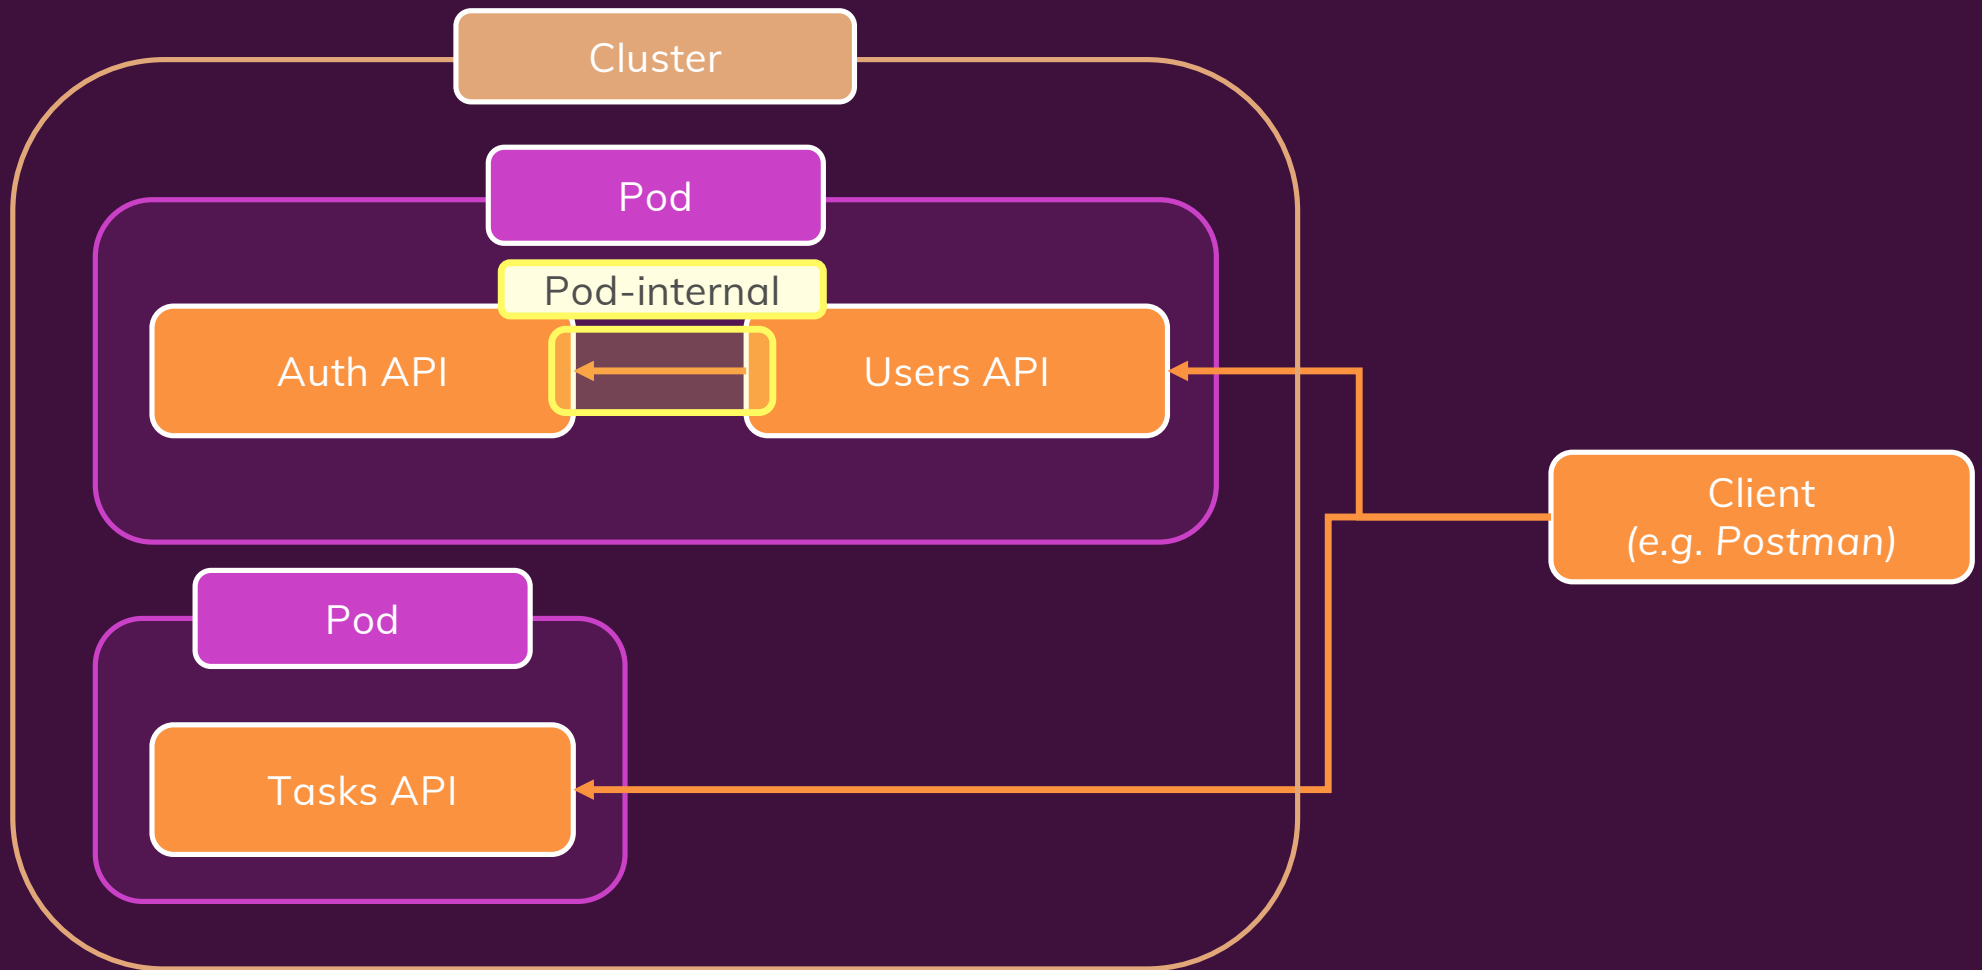 Cluster
Pod
Pod-internal
Auth API
Users API
Client
(e.g. Postman)
Pod
Tasks API